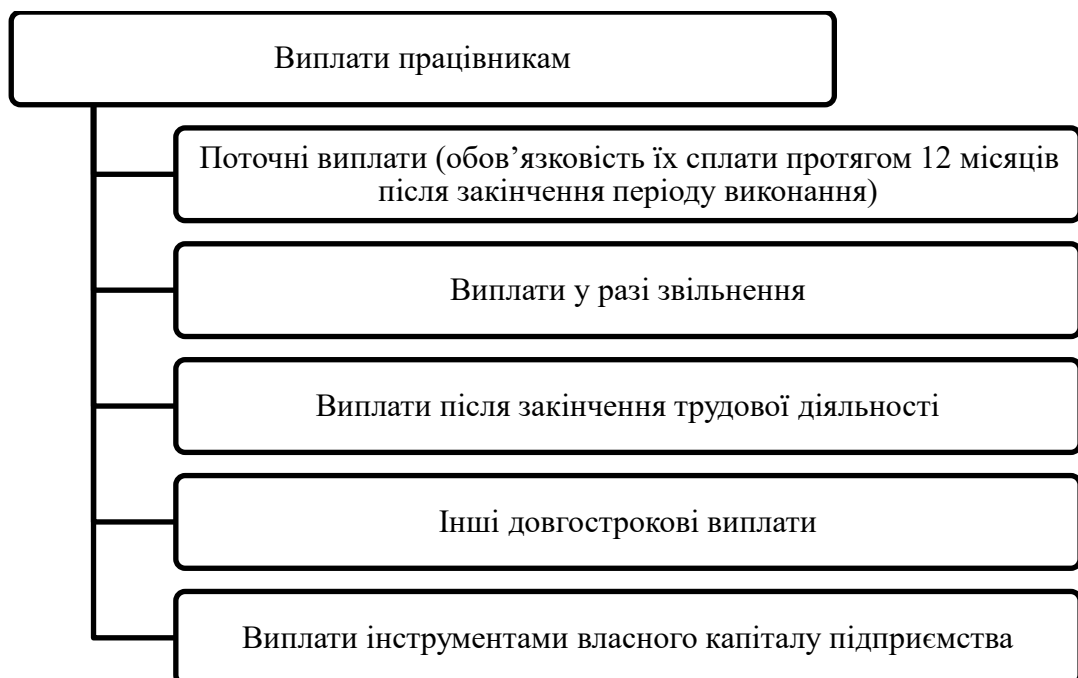 Виплати працівникам
Поточні виплати (обов’язковість їх сплати протягом 12 місяців
після закінчення періоду виконання)
Виплати у разі звільнення
Виплати після закінчення трудової діяльності
Інші довгострокові виплати
Виплати інструментами власного капіталу підприємства